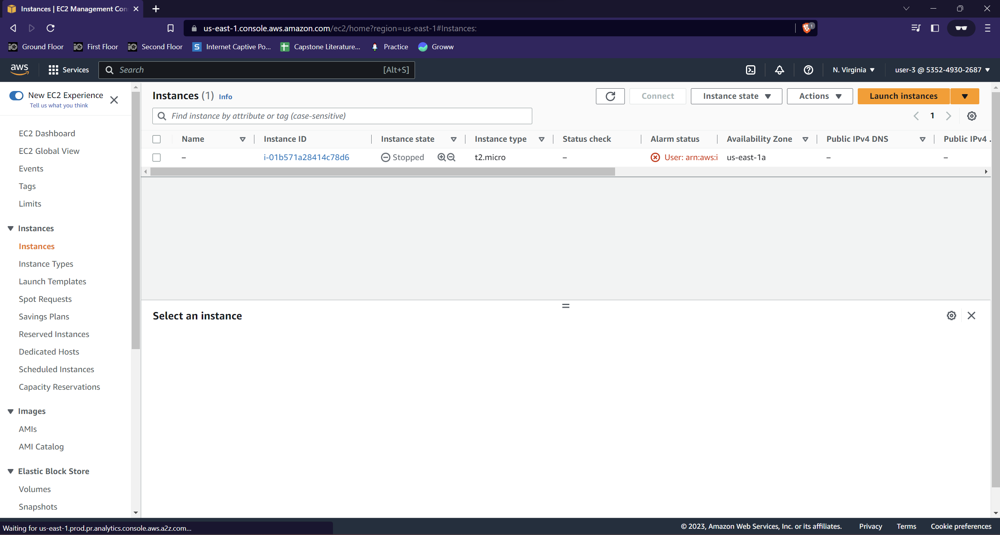 Instances | EC2 Management Con
us-east-1.console.aws.amazon.com/ec2/home?region=us-east-1#Instances:
1
Ground Floor First Floor Second Floor Internet Captive Po... Capstone Literature... Practice Groww
aws Services Search [Alt+S] N. Virginia user-3 @ 5352-4930-2687
New EC2 Experience
Tell us what you think
EC2 Dashboard
EC2 Global View
Events
Tags
Limits
Instances
Instances
Instance Types
Launch Templates
Spot Requests
Savings Plans
Reserved Instances
Dedicated Hosts
Scheduled Instances
Capacity Reservations
Images
AMIs
AMI Catalog
Elastic Block Store
Volumes
Snapshots
Instances (1) Info Connect Instance state Actions Launch instances
Find instance by attribute or tag (case-sensitive) 1
Name Instance ID Instance state Instance type Status check Alarm status Availability Zone Public IPv4 DNS Public IPv4 .
– i-01b571a28414c78d6 Stopped t2.micro – User: arn:aws:i us-east-1a – –
Select an instance
Waiting for us-east-1.prod.pr.analytics.console.aws.a2z.com...
© 2023, Amazon Web Services, Inc. or its affiliates. Privacy Terms Cookie preferences